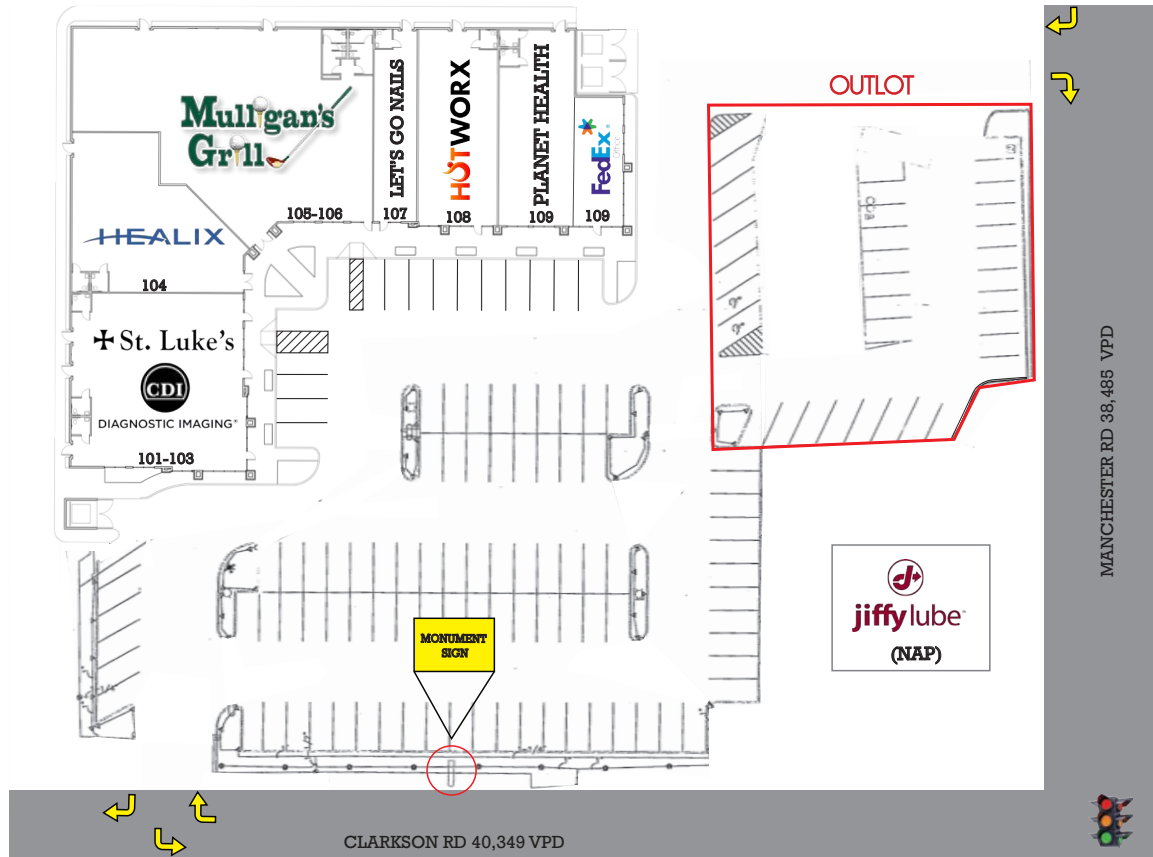 OUTLOT
Mulligan's
Grill
LET'S GO NAILS
HOTWORX
PLANET HEALTH
FedEx®
Office
105-106
107
108
109
109
HEALIX
104
St. Luke's
CDI
DIAGNOSTIC IMAGING®
101-103
MANCHESTER RD 38,485 VPD
jiffy lube
(NAP)
MONUMENT
SIGN
CLARKSON RD 40,349 VPD